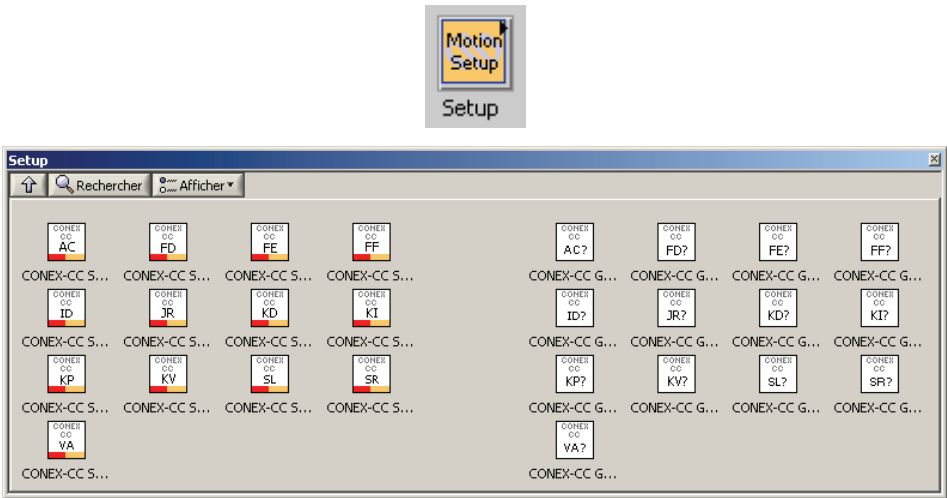 Motion
Setup
Setup
Setup
Rechercher Afficher
CONEX CC AC CONEX CC FD CONEX CC FE CONEX CC FF CONEX CC AC? CONEX CC FD? CONEX CC FE? CONEX CC FF?
CONEX-CC S... CONEX-CC S... CONEX-CC S... CONEX-CC S... CONEX-CC G... CONEX-CC G... CONEX-CC G... CONEX-CC G...
CONEX CC ID CONEX CC JR CONEX CC KD CONEX CC KI CONEX CC ID? CONEX CC JR? CONEX CC KD? CONEX CC KI?
CONEX-CC S... CONEX-CC S... CONEX-CC S... CONEX-CC S... CONEX-CC G... CONEX-CC G... CONEX-CC G... CONEX-CC G...
CONEX CC KP CONEX CC KV CONEX CC SL CONEX CC SR CONEX CC KP? CONEX CC KV? CONEX CC SL? CONEX CC SR?
CONEX-CC S... CONEX-CC S... CONEX-CC S... CONEX-CC S... CONEX-CC G... CONEX-CC G... CONEX-CC G... CONEX-CC G...
CONEX CC VA CONEX CC VA?
CONEX-CC S... CONEX-CC G...